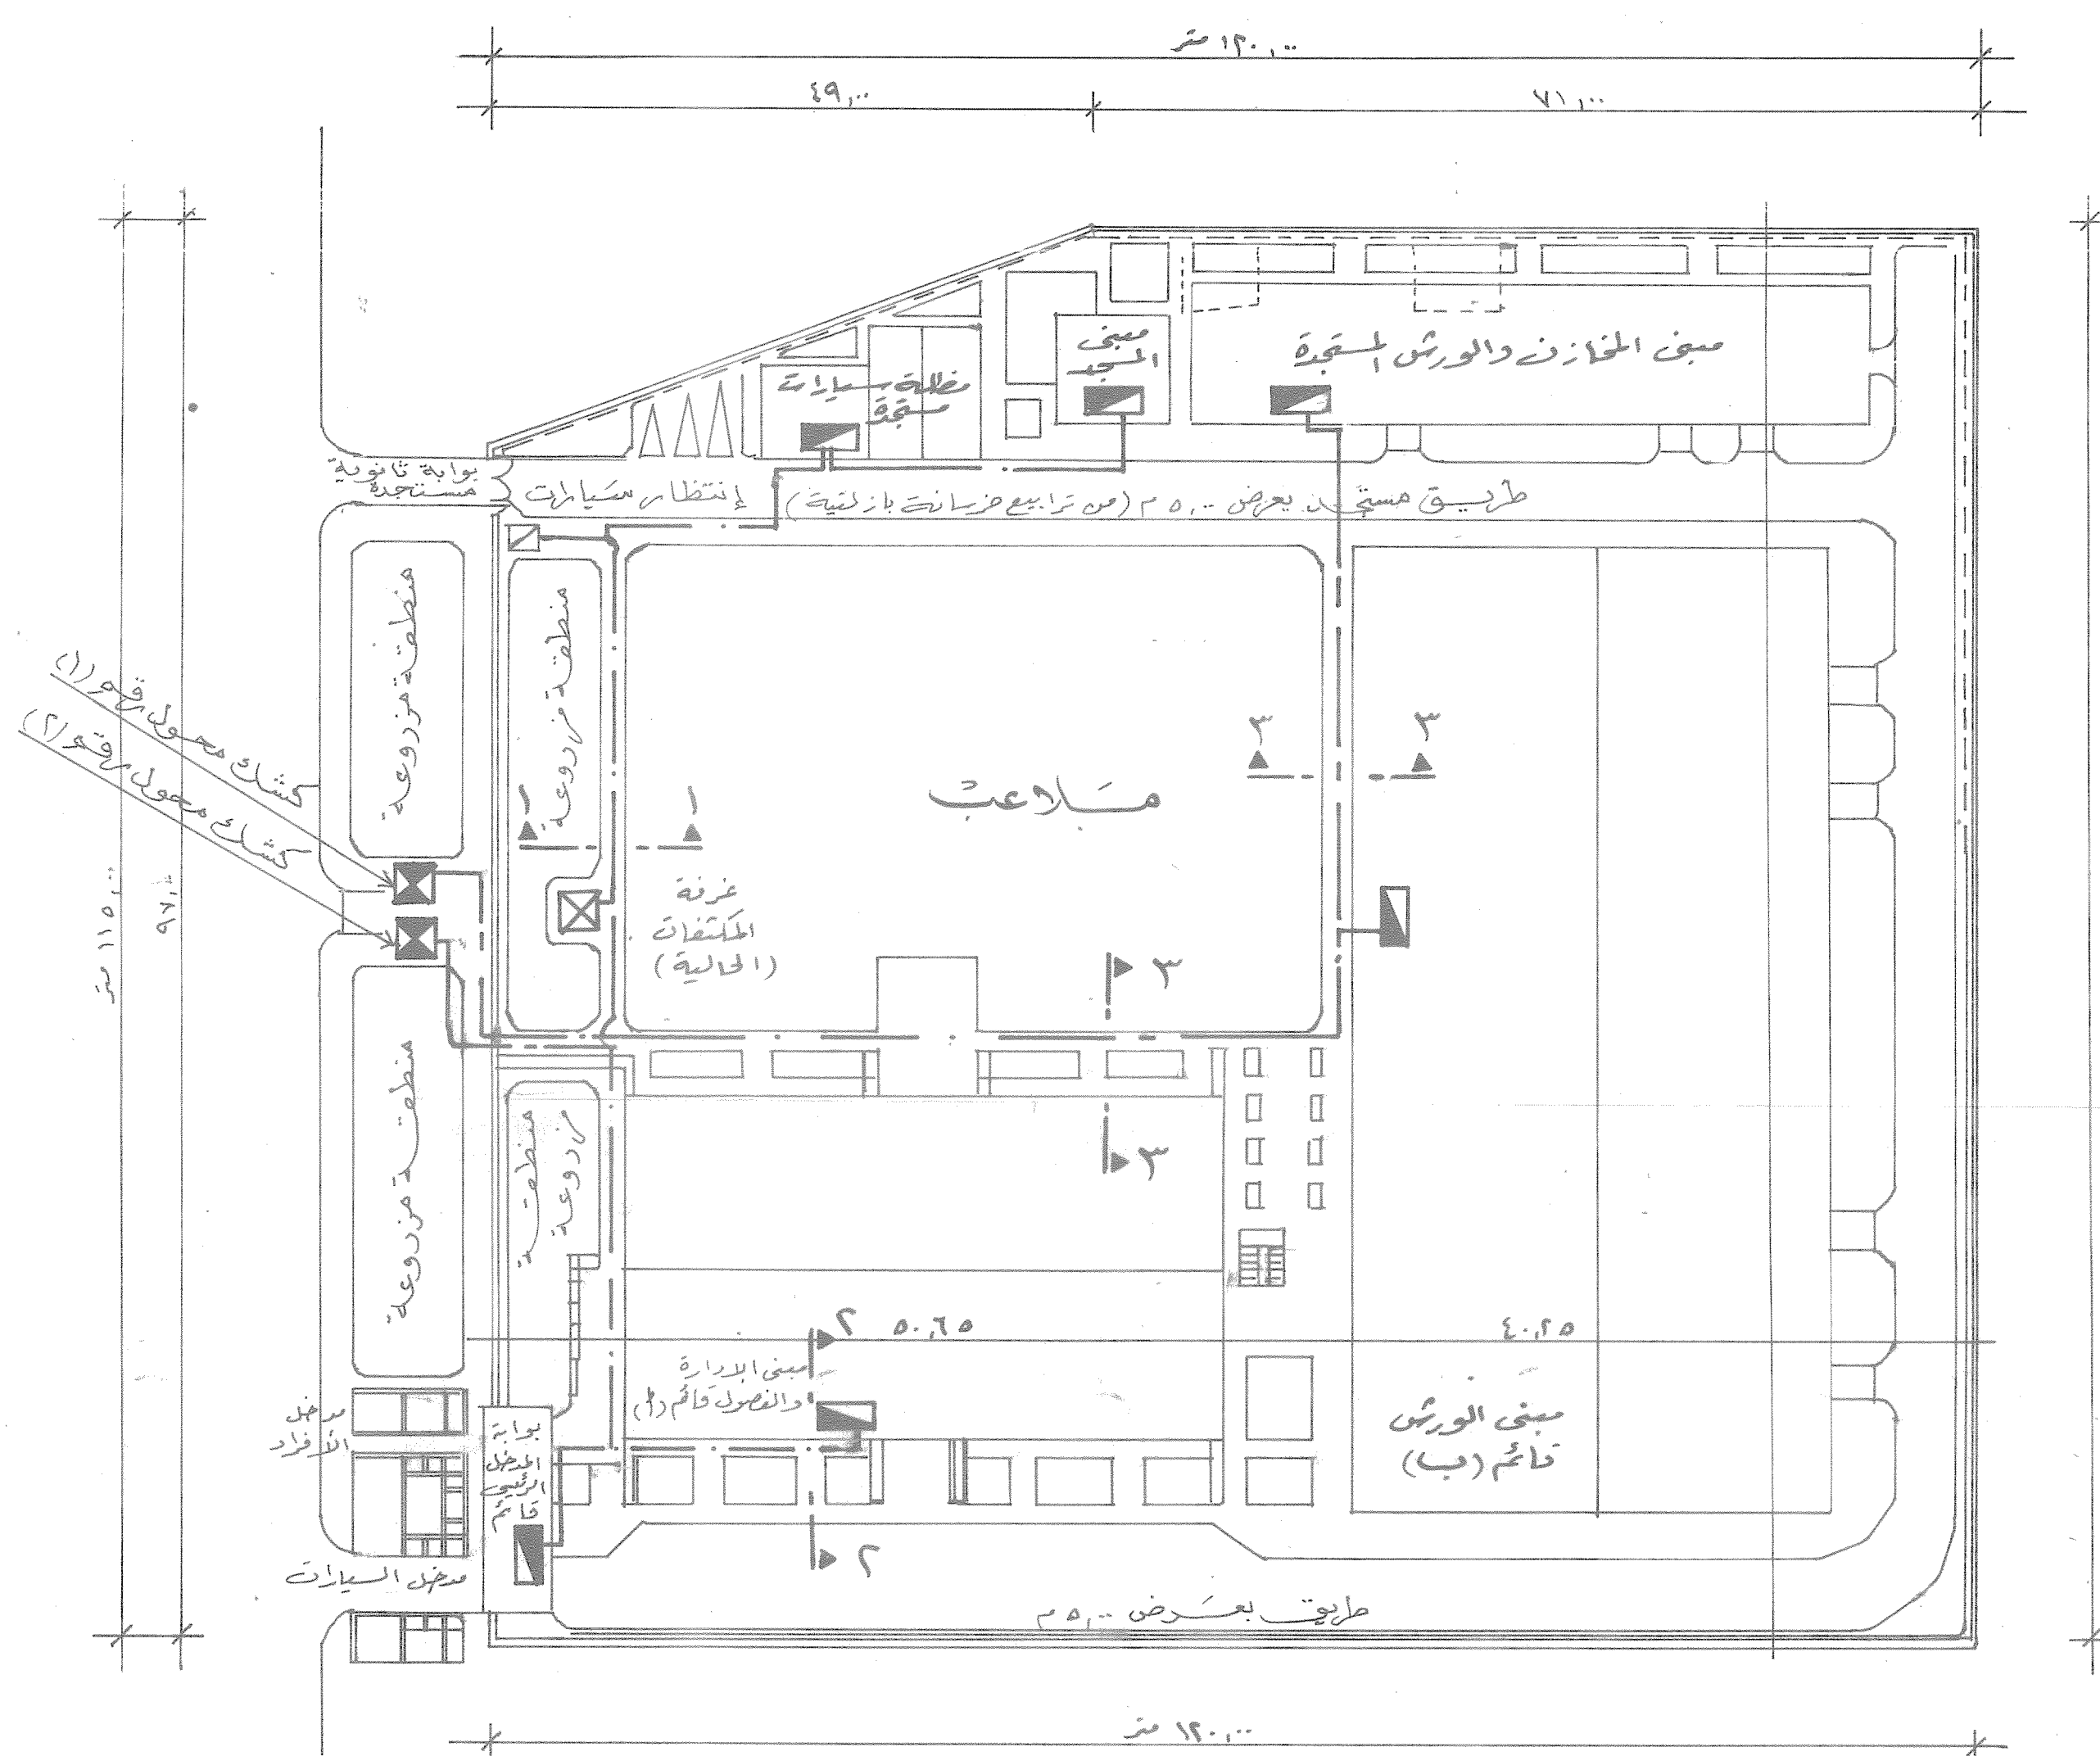 ١٢٠,٠٠ متر
٤٩,٠٠
٧١,٠٠
مبنى المخازن والورش المستجدة
مبنى
المسجد
مظلة سيارات
مستجدة
بوابة ثانوية
مستجدة
طريق مستجد بعرض ٥,٠٠ م (من ترابيع خرسانة بازلتية)
إنتظار سيارات
منطقة مزروعة
منطقة مزروعة
كشك محول رقم (١)
كشك محول رقم (٢)
٣
٣
ملاعب
١
١
غرفة
المكثفات
(الحالية)
١١٥,٠٠ متر
٣
٣
منطقة مزروعة
منطقة
مزروعة
٢
٥٠,٦٥
٤٠,٢٥
مبنى الإدارة
والفصول قائم (أ)
مبنى الورش
قائم (ب)
مدخل
الأفراد
بوابة
المدخل
الرئيسى
قائم
٢
مدخل السيارات
طريق بعرض ٥,٠٠ م
١٢٠,٠٠ متر